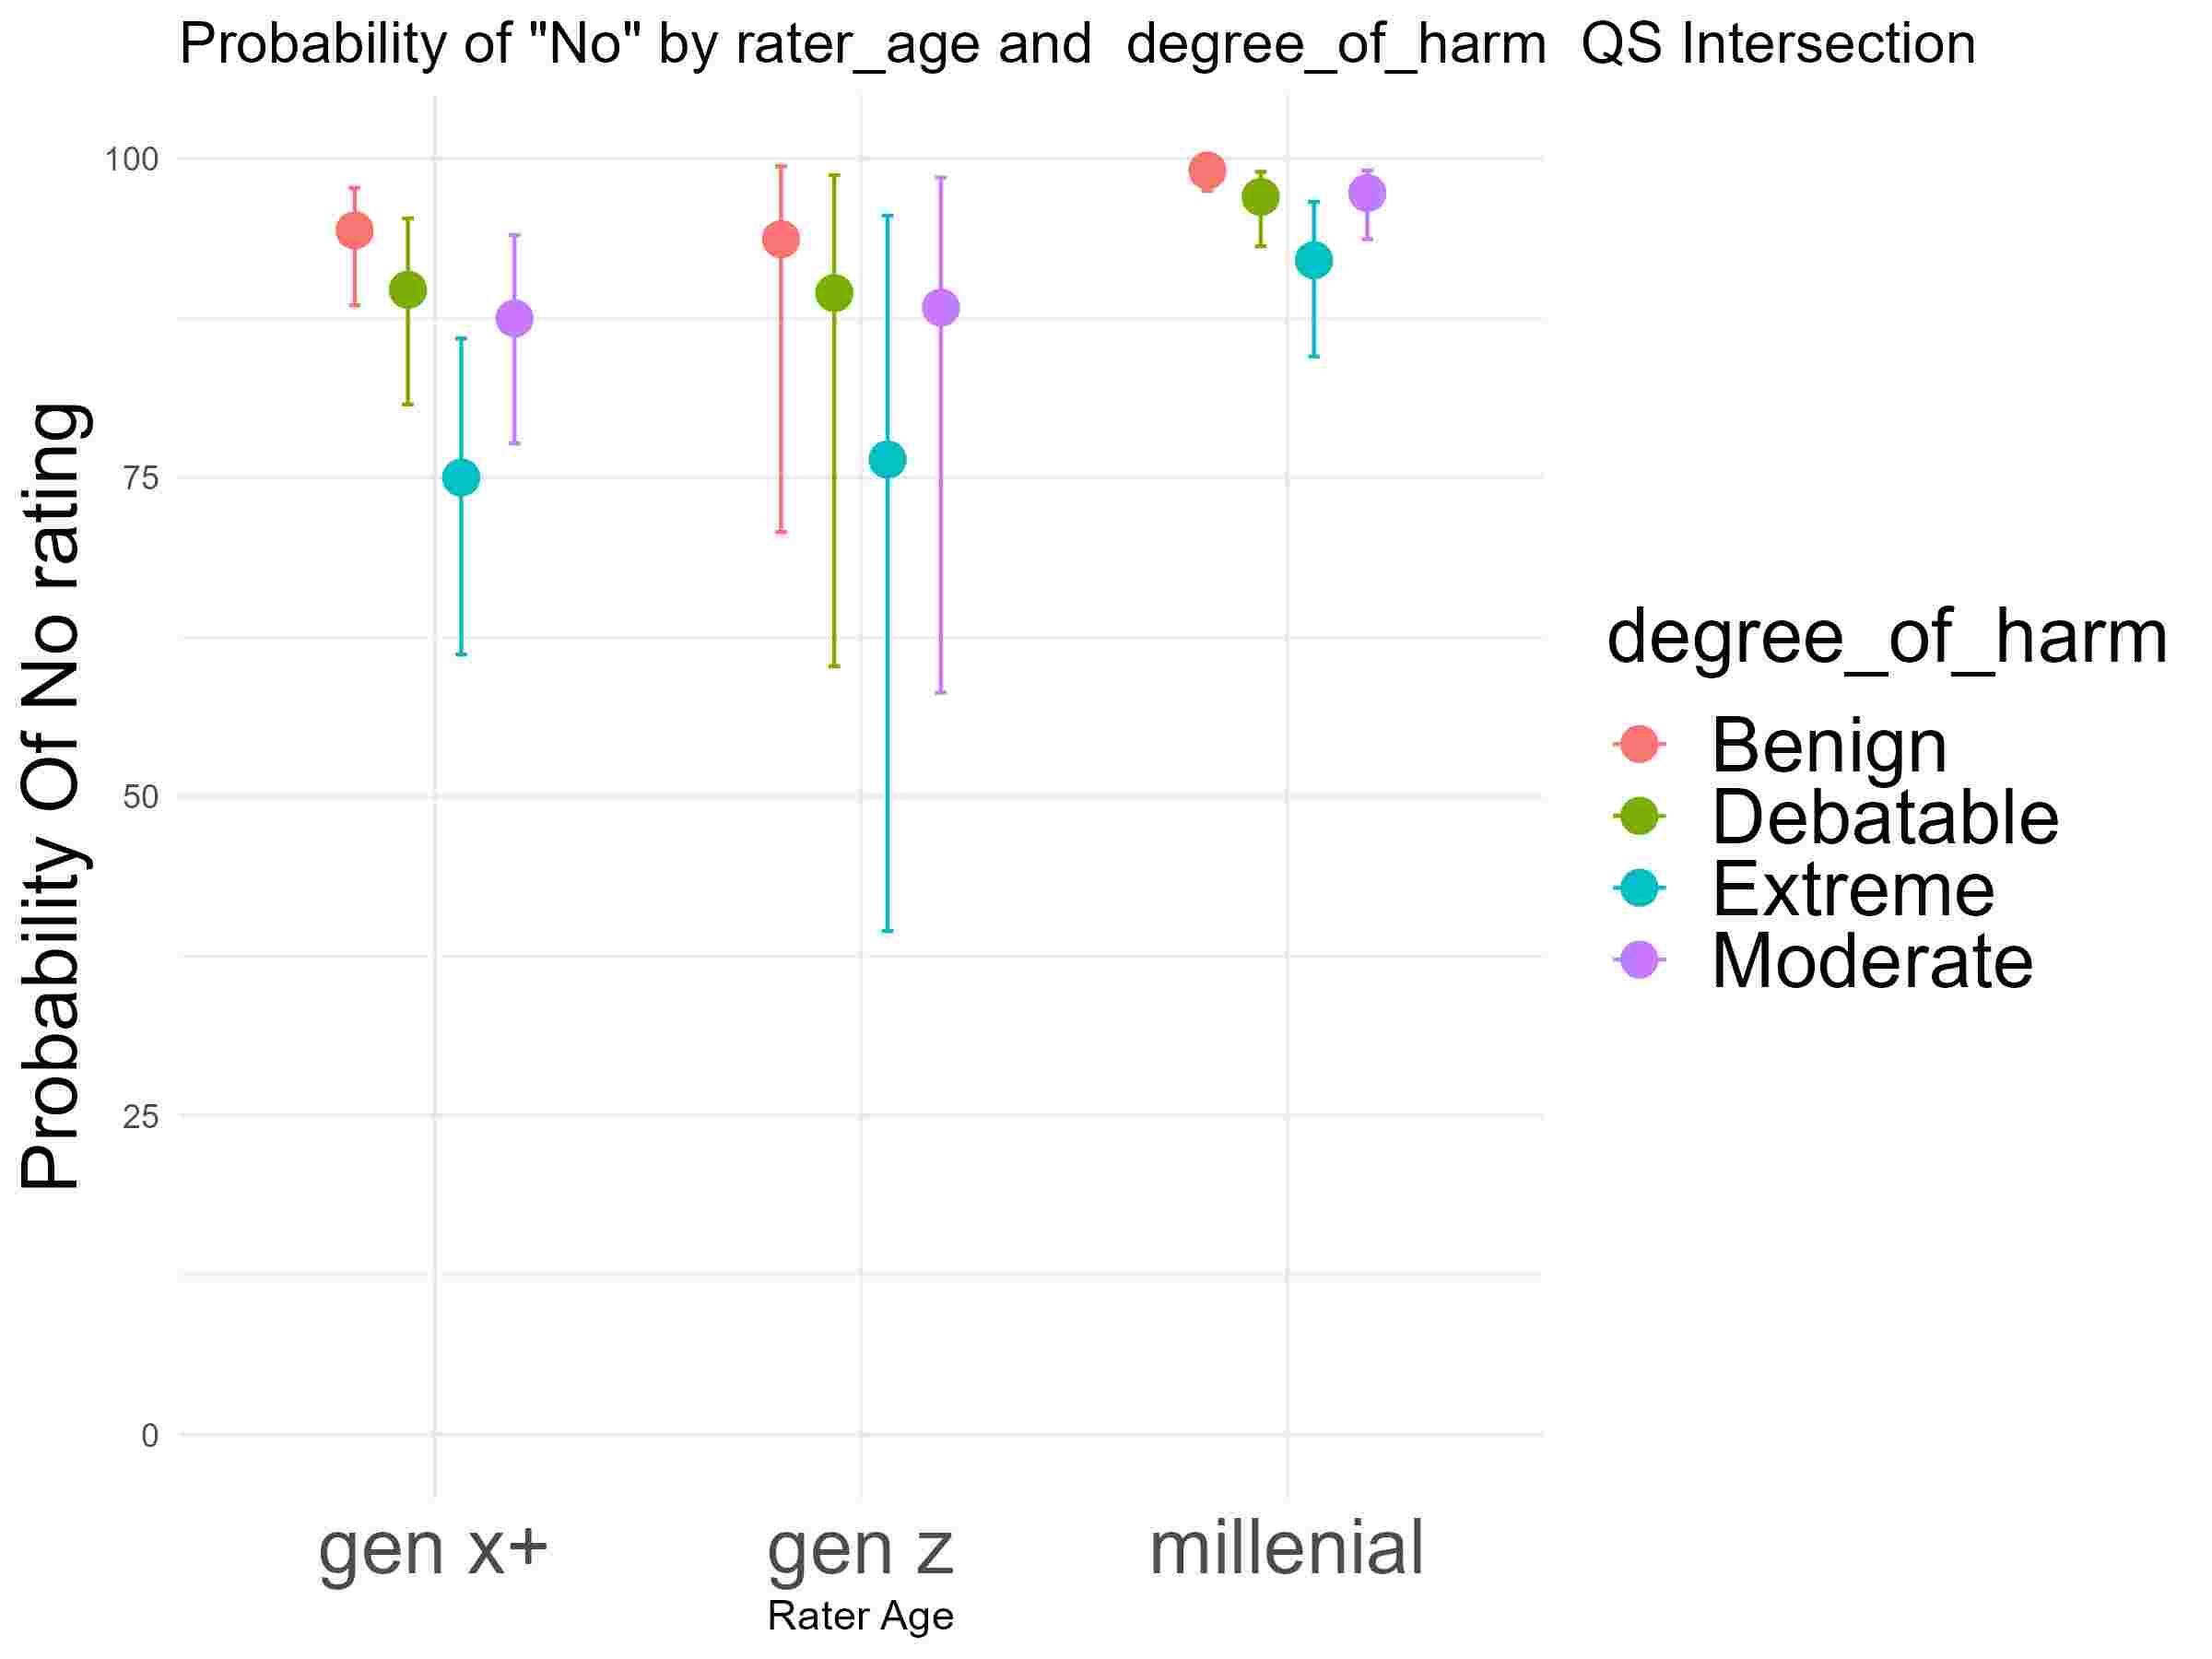 Probability of "No" by rater_age and degree_of_harm QS Intersection
Probability Of No rating
100
75
50
25
0
gen x+ gen z millenial
Rater Age
degree_of_harm
Benign
Debatable
Extreme
Moderate